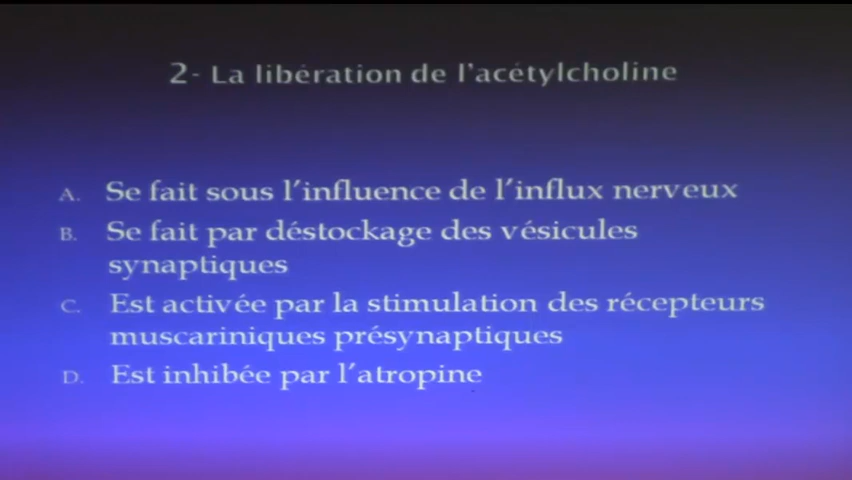 2- La libération de l'acétylcholine
A. Se fait sous l'influence de l'influx nerveux
B. Se fait par déstockage des vésicules
synaptiques
C. Est activée par la stimulation des récepteurs
muscariniques présynaptiques
D. Est inhibée par l'atropine